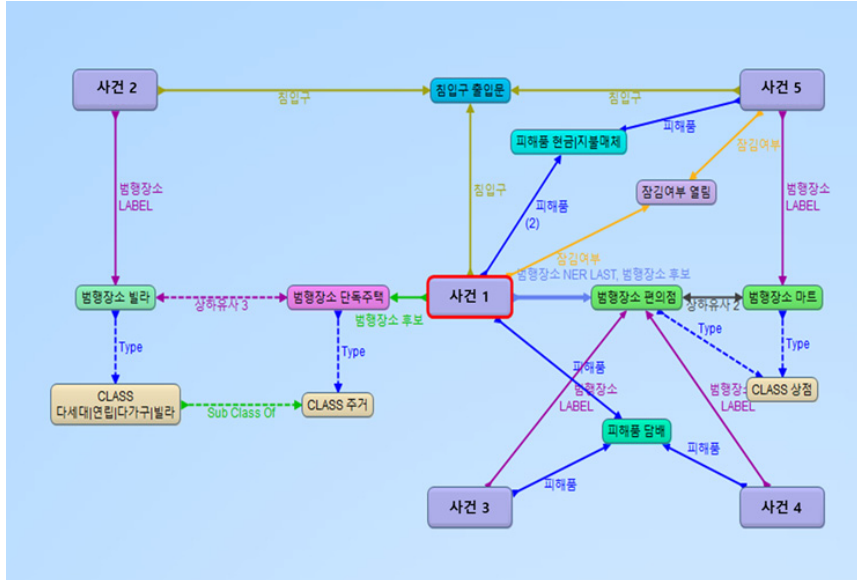 사건 2
침입구
침입구 출입문
침입구
사건 5
피해품
피해품 현금|지불매체
잠김여부
범행장소
LABEL
침입구
피해품
(2)
잠김여부 열림
범행장소
LABEL
잠김여부
범행장소 NER LAST, 범행장소 후보
범행장소 빌라
상하유사 3
범행장소 단독주택
사건 1
범행장소 편의점
상하유사 2
범행장소 마트
범행장소 후보
Type
Type
Type
Type
피해품
CLASS
다세대|연립|다가구|빌라
Sub Class Of
CLASS 주거
범행장소
LABEL
범행장소
LABEL
CLASS 상점
피해품 담배
피해품
피해품
사건 3
사건 4